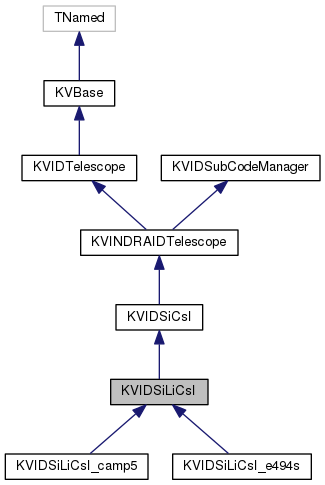 TNamed
KVBase
KVIDTelescope
KVIDSubCodeManager
KVINDRAIDTelescope
KVIDSiCsI
KVIDSiLiCsI
KVIDSiLiCsI_camp5
KVIDSiLiCsI_e494s